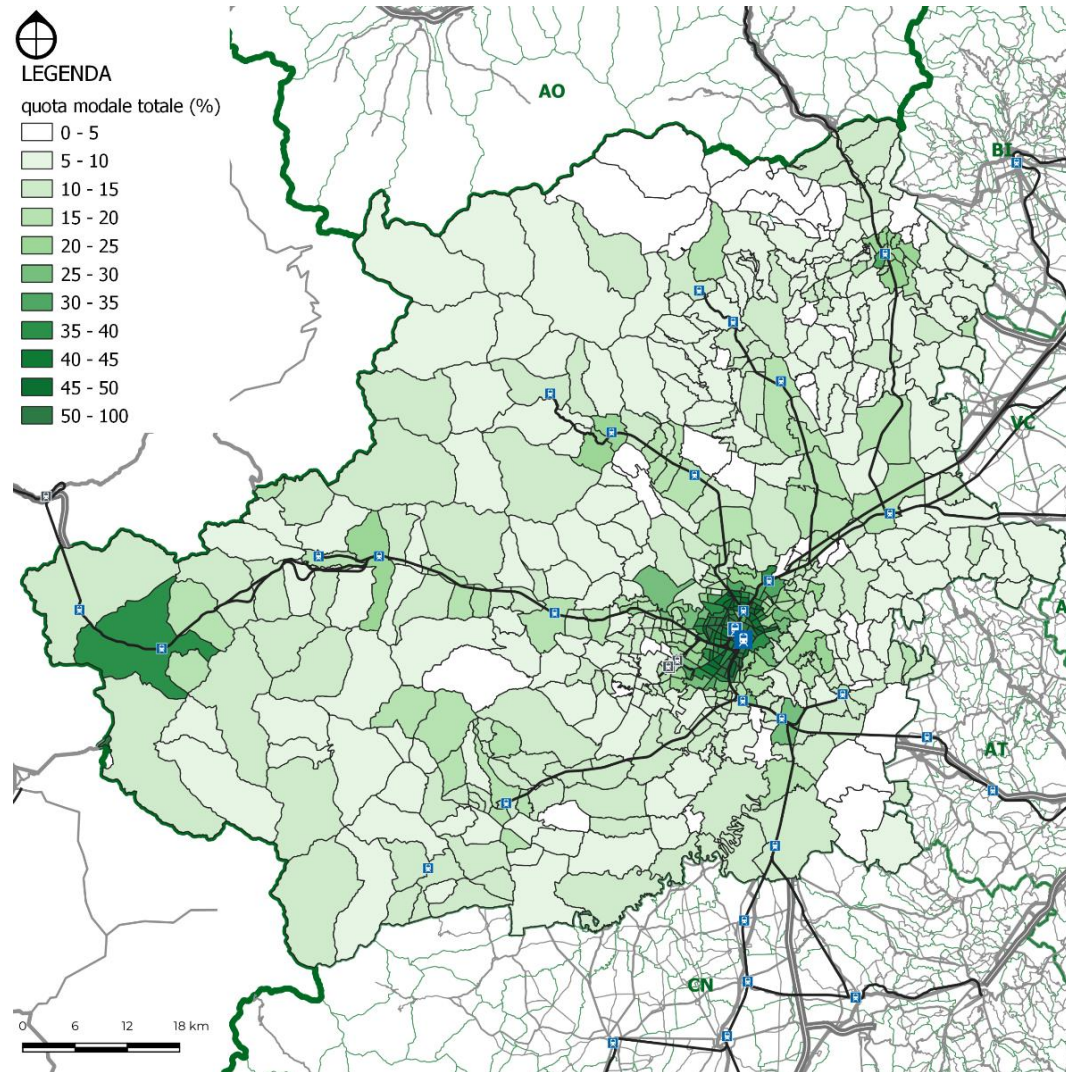 LEGENDA
quota modale totale (%)
0 - 5
5 - 10
10 - 15
15 - 20
20 - 25
25 - 30
30 - 35
35 - 40
40 - 45
45 - 50
50 - 100
AO
BI
VC
A
AT
CN
0 6 12 18 km